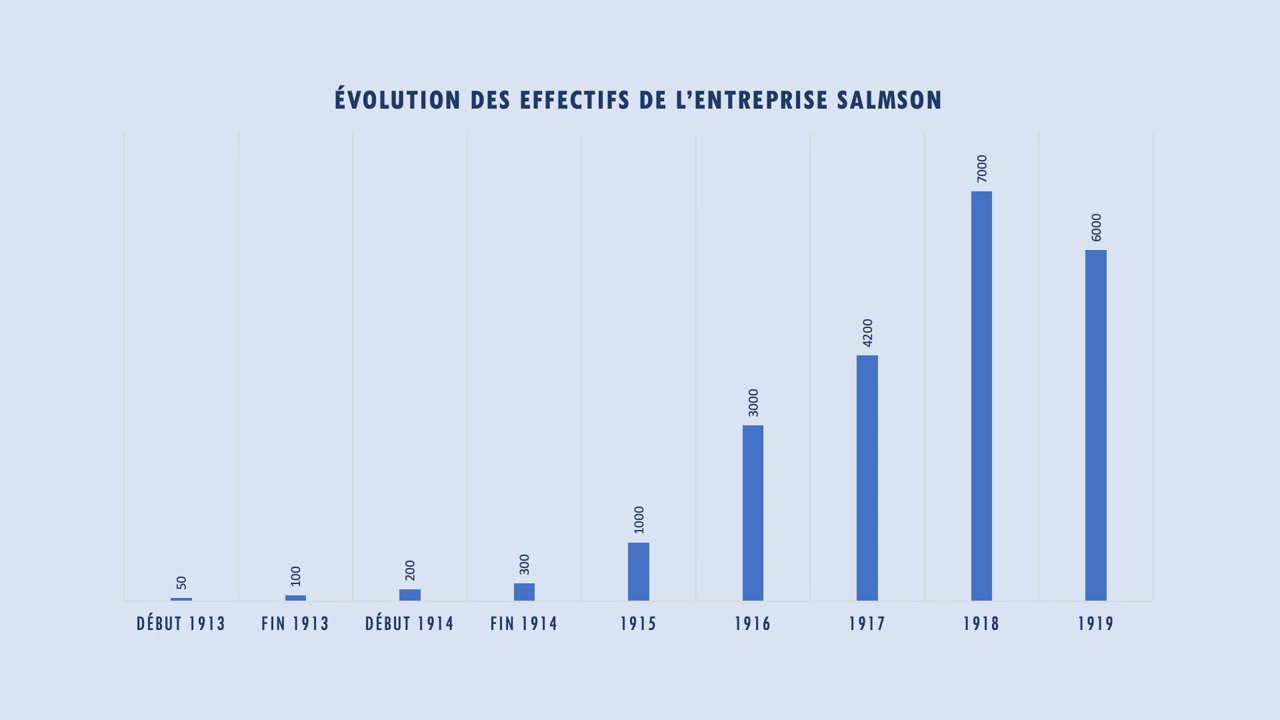 ÉVOLUTION DES EFFECTIFS DE L'ENTREPRISE SALMSON
50
100
200
300
1000
3000
4200
7000
6000
DÉBUT 1913
FIN 1913
DÉBUT 1914
FIN 1914
1915
1916
1917
1918
1919